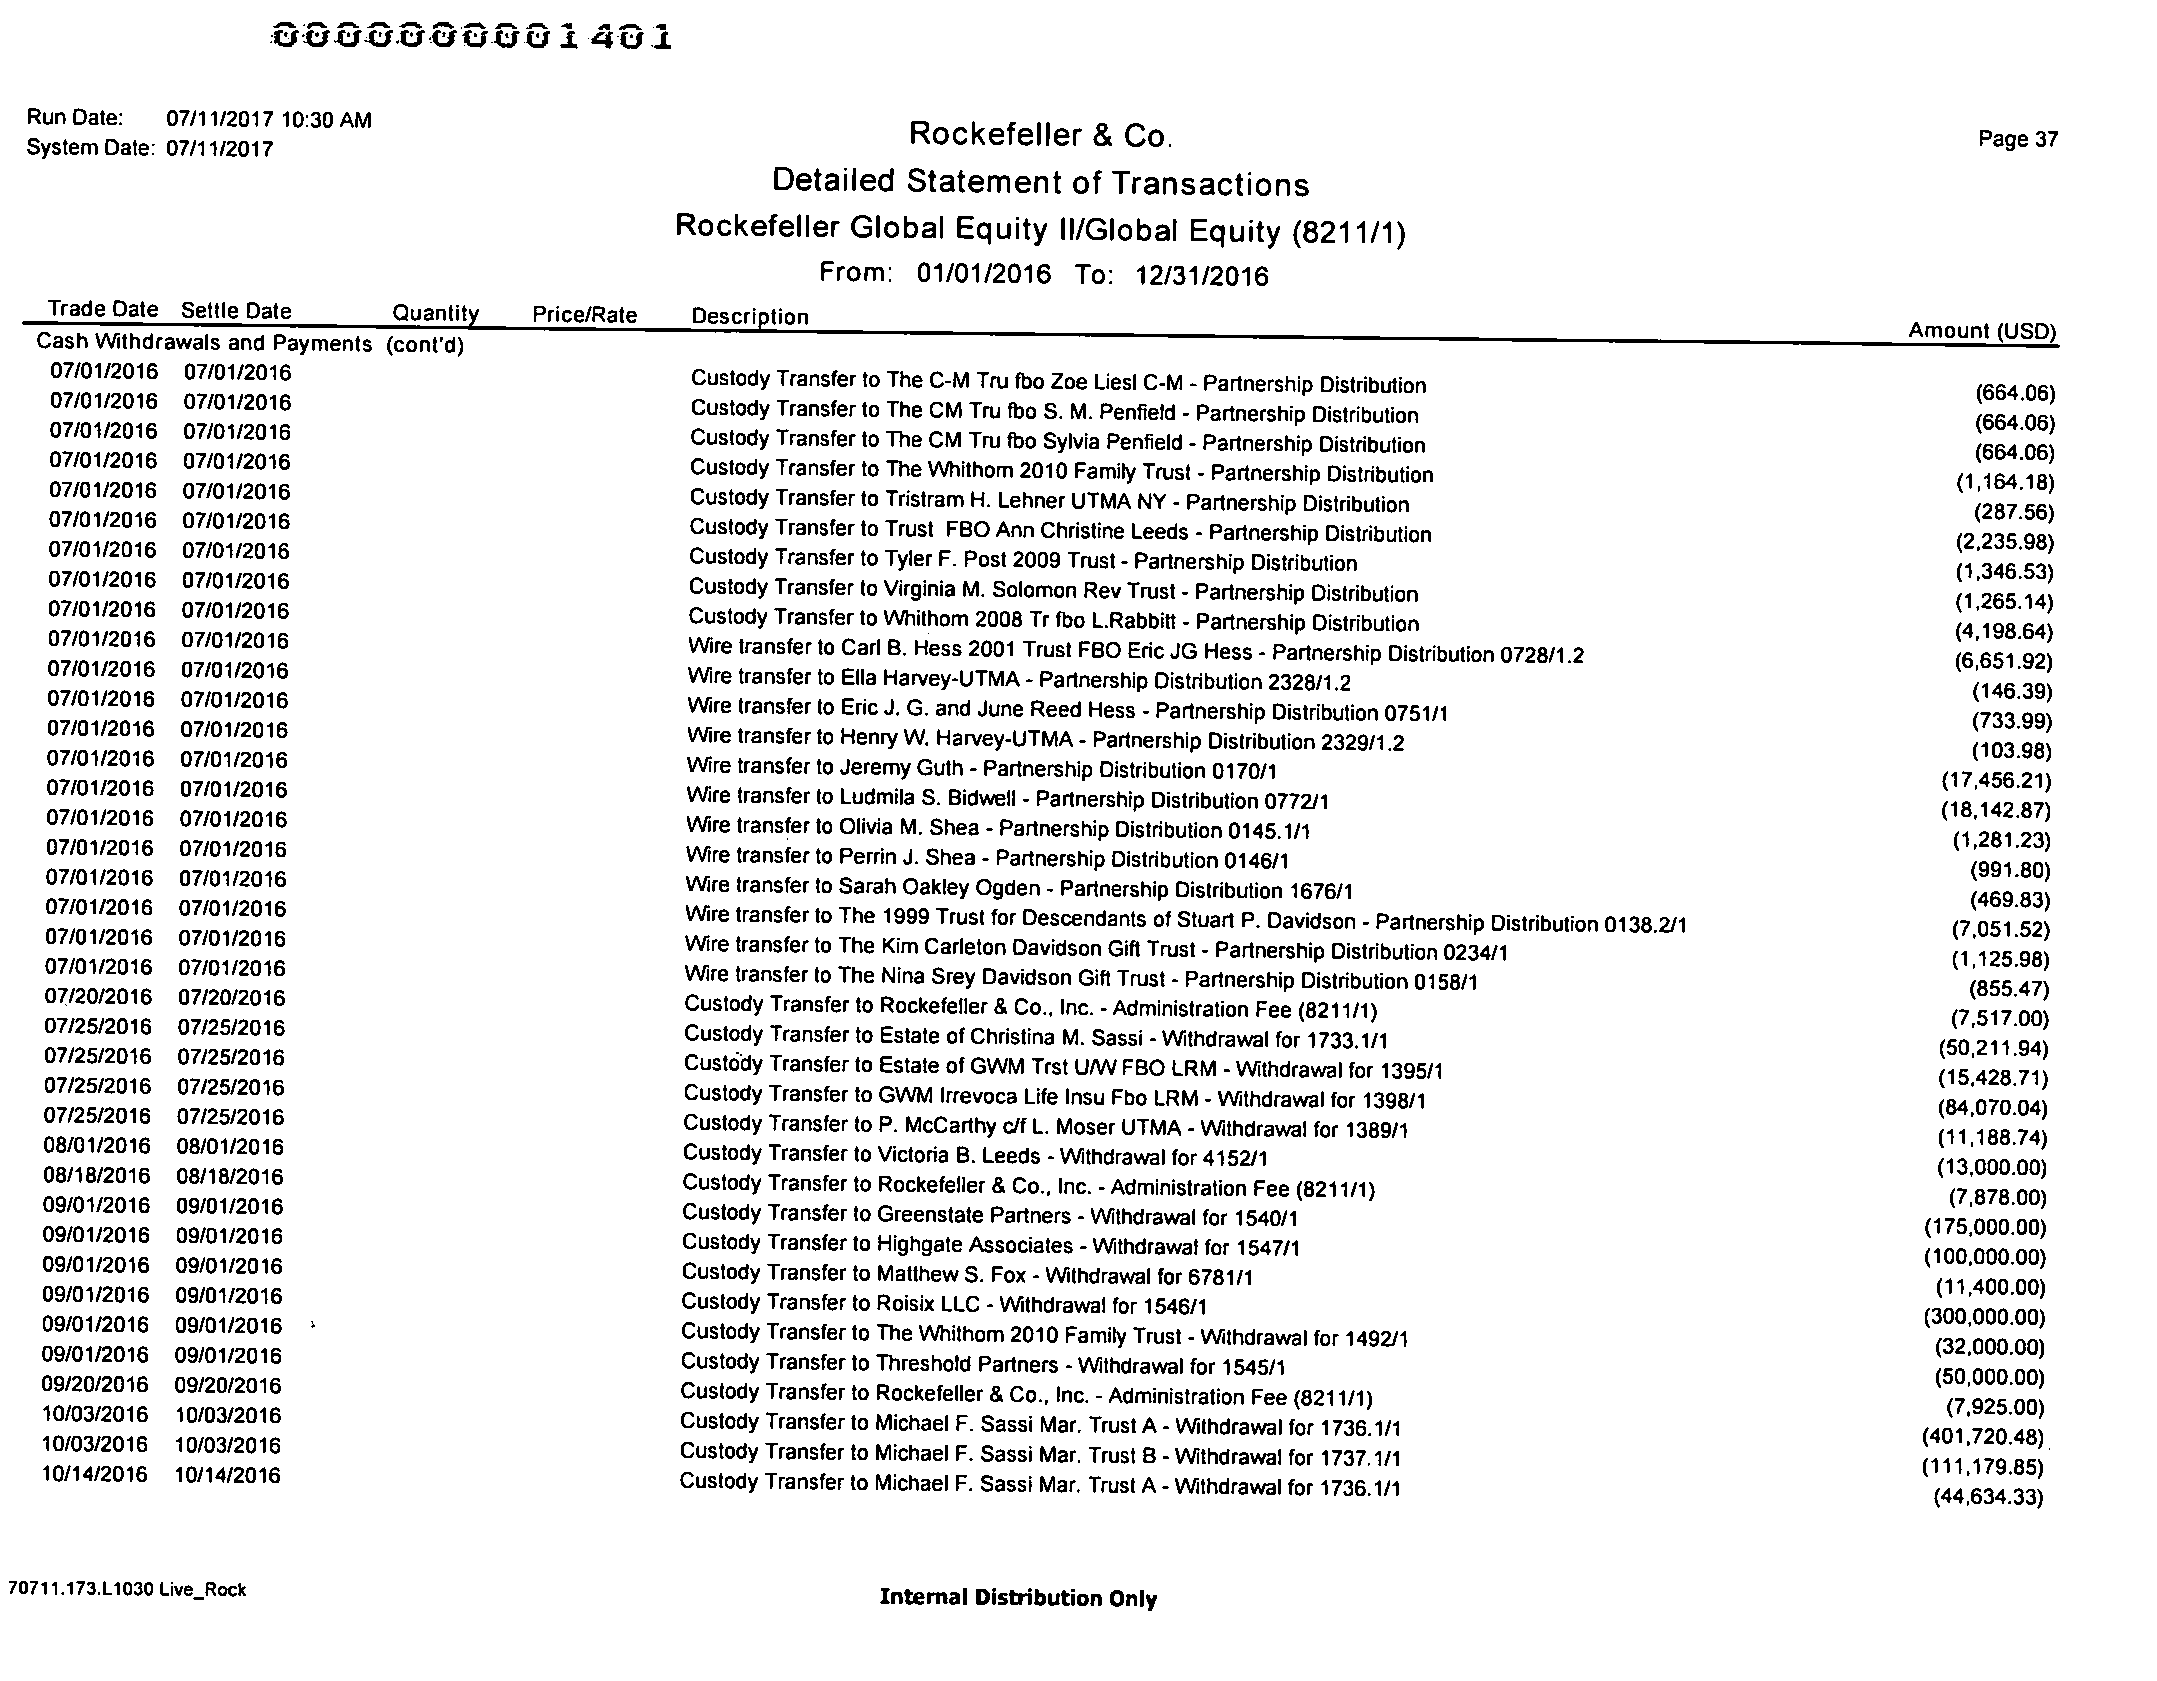 0000000001401
Run Date: 07/11/2017 10:30 AM
System Date: 07/11/2017
Rockefeller & Co.
Page 37
Detailed Statement of Transactions
Rockefeller Global Equity II/Global Equity (8211/1)
From: 01/01/2016 To: 12/31/2016
Trade Date Settle Date Quantity Price/Rate Description Amount (USD)
Cash Withdrawals and Payments (cont'd)
07/01/2016 07/01/2016 Custody Transfer to The C-M Tru fbo Zoe Liesl C-M - Partnership Distribution (664.06)
07/01/2016 07/01/2016 Custody Transfer to The CM Tru fbo S. M. Penfield - Partnership Distribution (664.06)
07/01/2016 07/01/2016 Custody Transfer to The CM Tru fbo Sylvia Penfield - Partnership Distribution (664.06)
07/01/2016 07/01/2016 Custody Transfer to The Whithom 2010 Family Trust - Partnership Distribution (1,164.18)
07/01/2016 07/01/2016 Custody Transfer to Tristram H. Lehner UTMA NY - Partnership Distribution (287.56)
07/01/2016 07/01/2016 Custody Transfer to Trust FBO Ann Christine Leeds - Partnership Distribution (2,235.98)
07/01/2016 07/01/2016 Custody Transfer to Tyler F. Post 2009 Trust - Partnership Distribution (1,346.53)
07/01/2016 07/01/2016 Custody Transfer to Virginia M. Solomon Rev Trust - Partnership Distribution (1,265.14)
07/01/2016 07/01/2016 Custody Transfer to Whithom 2008 Tr fbo L.Rabbitt - Partnership Distribution (4,198.64)
07/01/2016 07/01/2016 Wire transfer to Carl B. Hess 2001 Trust FBO Eric JG Hess - Partnership Distribution 0728/1.2 (6,651.92)
07/01/2016 07/01/2016 Wire transfer to Ella Harvey-UTMA - Partnership Distribution 2328/1.2 (146.39)
07/01/2016 07/01/2016 Wire transfer to Eric J. G. and June Reed Hess - Partnership Distribution 0751/1 (733.99)
07/01/2016 07/01/2016 Wire transfer to Henry W. Harvey-UTMA - Partnership Distribution 2329/1.2 (103.98)
07/01/2016 07/01/2016 Wire transfer to Jeremy Guth - Partnership Distribution 0170/1 (17,456.21)
07/01/2016 07/01/2016 Wire transfer to Ludmila S. Bidwell - Partnership Distribution 0772/1 (18,142.87)
07/01/2016 07/01/2016 Wire transfer to Olivia M. Shea - Partnership Distribution 0145.1/1 (1,281.23)
07/01/2016 07/01/2016 Wire transfer to Perrin J. Shea - Partnership Distribution 0146/1 (991.80)
07/01/2016 07/01/2016 Wire transfer to Sarah Oakley Ogden - Partnership Distribution 1676/1 (469.83)
07/01/2016 07/01/2016 Wire transfer to The 1999 Trust for Descendants of Stuart P. Davidson - Partnership Distribution 0138.2/1 (7,051.52)
07/01/2016 07/01/2016 Wire transfer to The Kim Carleton Davidson Gift Trust - Partnership Distribution 0234/1 (1,125.98)
07/01/2016 07/01/2016 Wire transfer to The Nina Srey Davidson Gift Trust - Partnership Distribution 0158/1 (855.47)
07/20/2016 07/20/2016 Custody Transfer to Rockefeller & Co., Inc. - Administration Fee (8211/1) (7,517.00)
07/25/2016 07/25/2016 Custody Transfer to Estate of Christina M. Sassi - Withdrawal for 1733.1/1 (50,211.94)
07/25/2016 07/25/2016 Custody Transfer to Estate of GWM Trst U/W FBO LRM - Withdrawal for 1395/1 (15,428.71)
07/25/2016 07/25/2016 Custody Transfer to GWM Irrevoca Life Insu Fbo LRM - Withdrawal for 1398/1 (84,070.04)
07/25/2016 07/25/2016 Custody Transfer to P. McCarthy c/f L. Moser UTMA - Withdrawal for 1389/1 (11,188.74)
08/01/2016 08/01/2016 Custody Transfer to Victoria B. Leeds - Withdrawal for 4152/1 (13,000.00)
08/18/2016 08/18/2016 Custody Transfer to Rockefeller & Co., Inc. - Administration Fee (8211/1) (7,878.00)
09/01/2016 09/01/2016 Custody Transfer to Greenstate Partners - Withdrawal for 1540/1 (175,000.00)
09/01/2016 09/01/2016 Custody Transfer to Highgate Associates - Withdrawal for 1547/1 (100,000.00)
09/01/2016 09/01/2016 Custody Transfer to Matthew S. Fox - Withdrawal for 6781/1 (11,400.00)
09/01/2016 09/01/2016 Custody Transfer to Roisix LLC - Withdrawal for 1546/1 (300,000.00)
09/01/2016 09/01/2016 Custody Transfer to The Whithom 2010 Family Trust - Withdrawal for 1492/1 (32,000.00)
09/01/2016 09/01/2016 Custody Transfer to Threshold Partners - Withdrawal for 1545/1 (50,000.00)
09/20/2016 09/20/2016 Custody Transfer to Rockefeller & Co., Inc. - Administration Fee (8211/1) (7,925.00)
10/03/2016 10/03/2016 Custody Transfer to Michael F. Sassi Mar. Trust A - Withdrawal for 1736.1/1 (401,720.48)
10/03/2016 10/03/2016 Custody Transfer to Michael F. Sassi Mar. Trust B - Withdrawal for 1737.1/1 (111,179.85)
10/14/2016 10/14/2016 Custody Transfer to Michael F. Sassi Mar. Trust A - Withdrawal for 1736.1/1 (44,634.33)
70711.173.L1030 Live_Rock
Internal Distribution Only